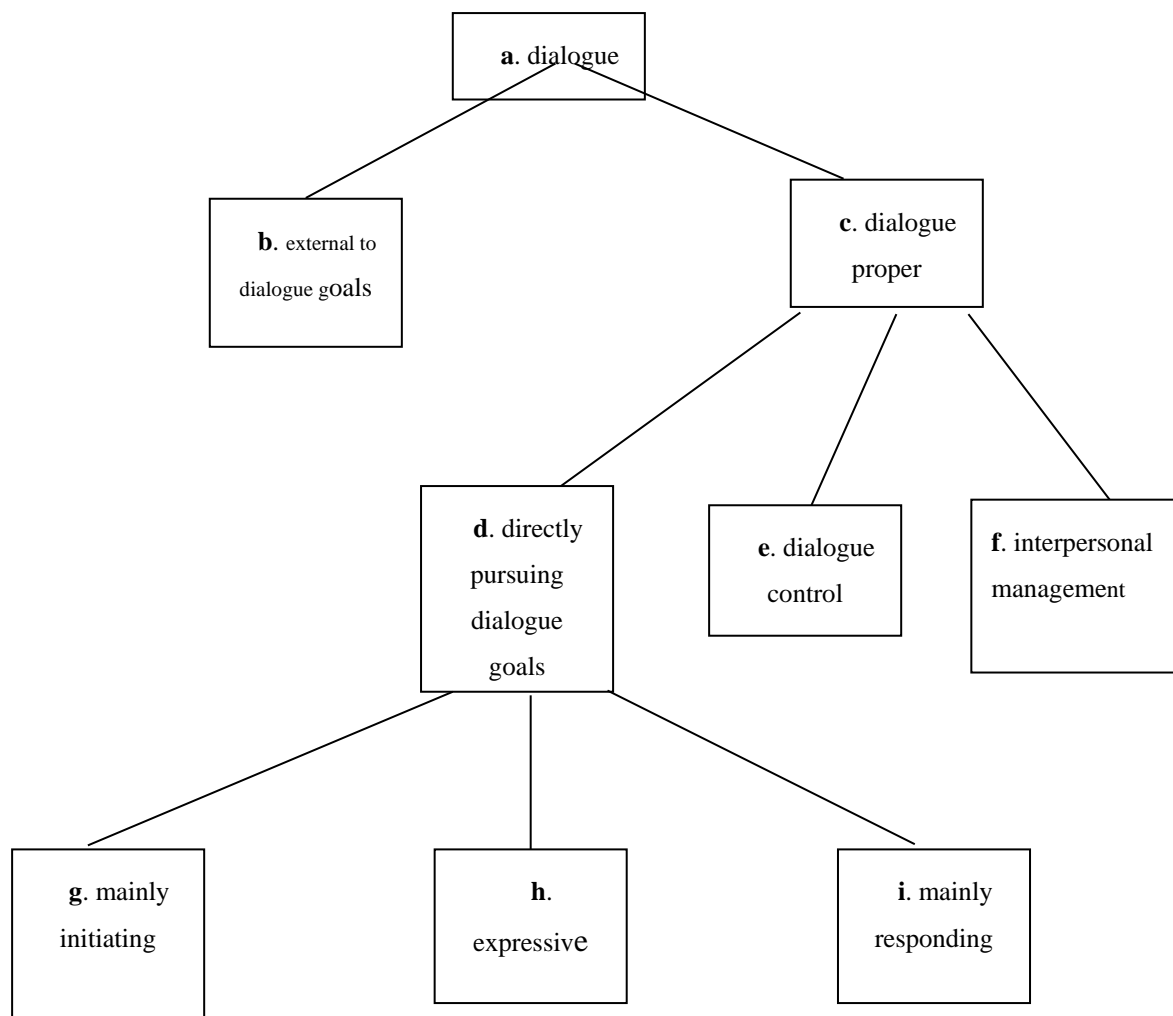 a. dialogue
b. external to
dialogue goals
c. dialogue
proper
d. directly
pursuing
dialogue
goals
e. dialogue
control
f. interpersonal
management
g. mainly
initiating
h.
expressive
i. mainly
responding